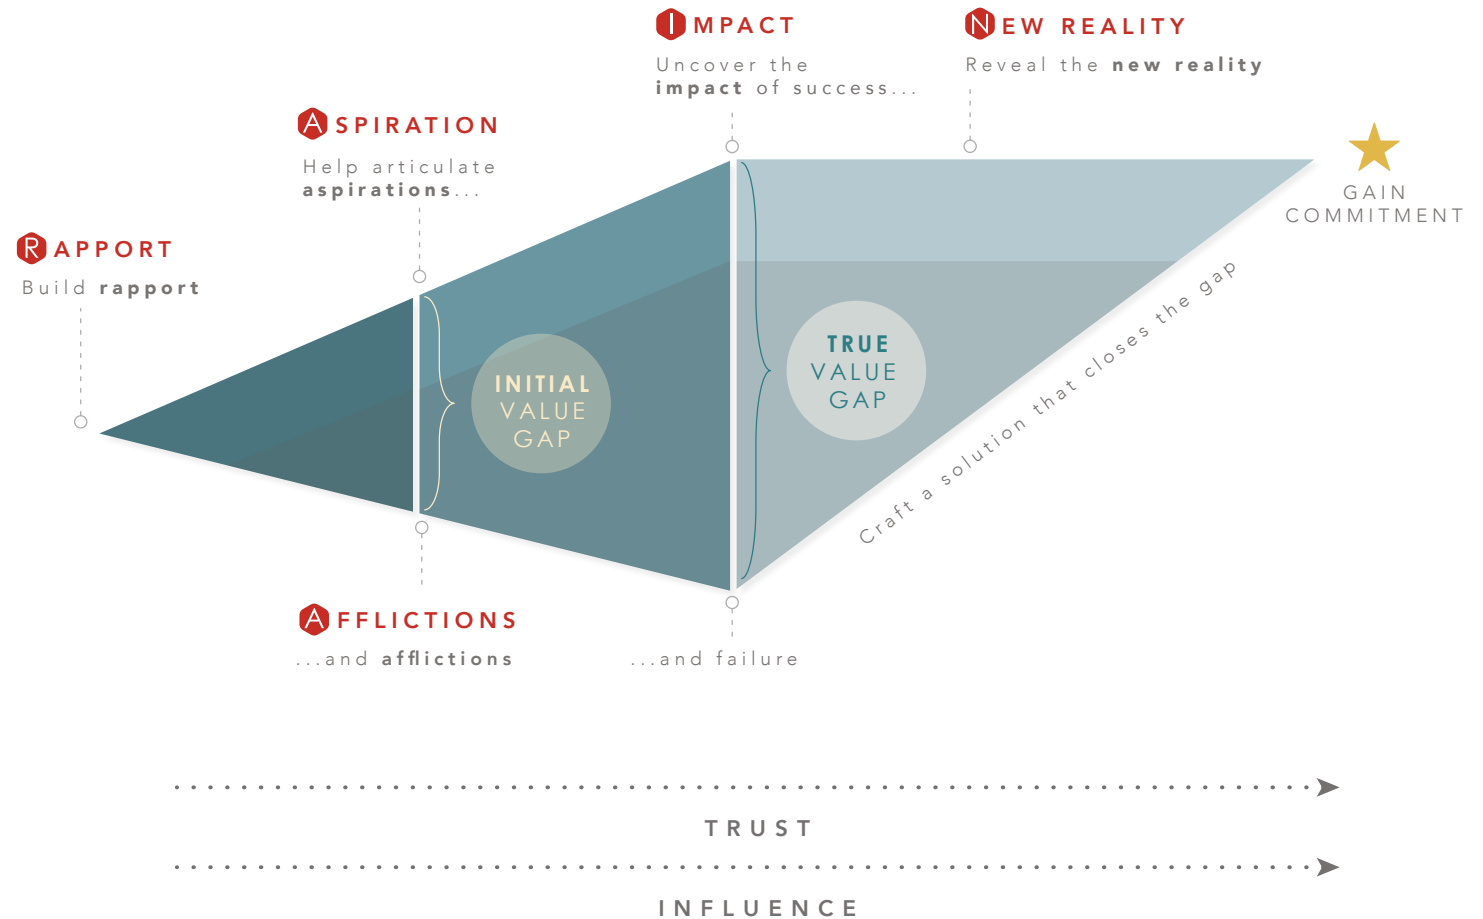 RAPPORT
Build rapport
ASPIRATION
Help articulate
aspirations...
IMPACT
Uncover the
impact of success...
NEW REALITY
Reveal the new reality
GAIN
COMMITMENT
INITIAL
VALUE
GAP
TRUE
VALUE
GAP
Craft a solution that closes the gap
AFFLICTIONS
...and afflictions
...and failure
TRUST
INFLUENCE